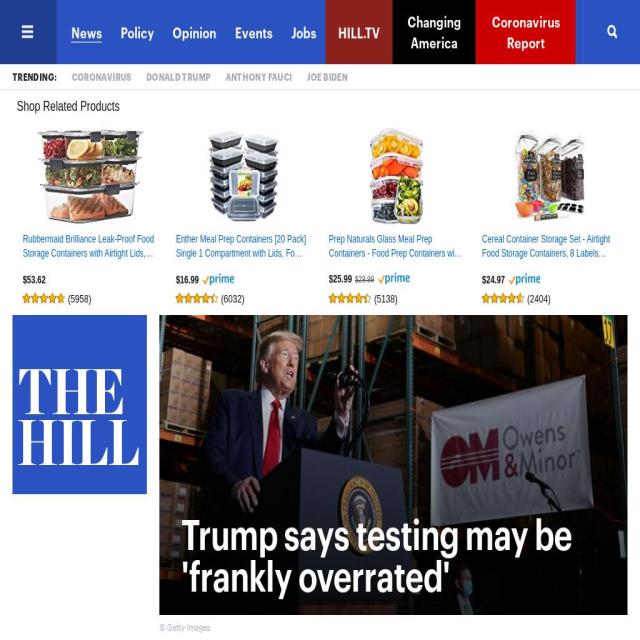 News Policy Opinion Events Jobs HILL.TV Changing America Coronavirus Report
TRENDING: CORONAVIRUS DONALD TRUMP ANTHONY FAUCI JOE BIDEN
Shop Related Products
Rubbermaid Brilliance Leak-Proof Food
Storage Containers with Airtight Lids,...
$53.62
(5958)
Enther Meal Prep Containers [20 Pack]
Single 1 Compartment with Lids, Fo...
$16.99 prime
(6032)
Prep Naturals Glass Meal Prep
Containers - Food Prep Containers wi...
$25.99 $29.99 prime
(5138)
Cereal Container Storage Set - Airtight
Food Storage Containers, 8 Labels...
$24.97 prime
(2404)
THE
HILL
OM Owens
&Minor
Trump says testing may be
'frankly overrated'
© Getty Images